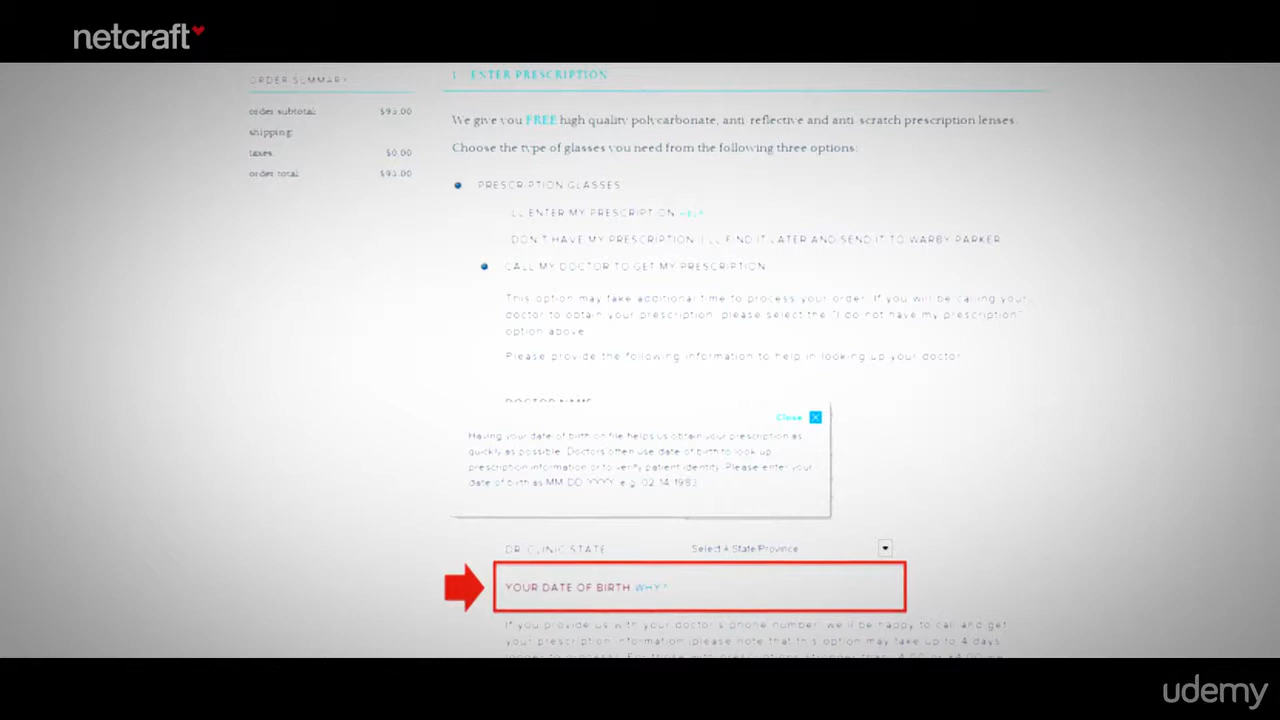 netcraft
ORDER SUMMARY
order subtotal: $95.00
shipping:
taxes: $0.00
order total: $95.00
1 ENTER PRESCRIPTION
We give you FREE high quality polycarbonate, anti-reflective and anti-scratch prescription lenses.
Choose the type of glasses you need from the following three options:
PRESCRIPTION GLASSES
I'LL ENTER MY PRESCRIPTION HELP
DON'T HAVE MY PRESCRIPTION. I'LL FIND IT LATER AND SEND IT TO WARBY PARKER
CALL MY DOCTOR TO GET MY PRESCRIPTION
This option may take additional time to process your order. If you will be calling your
doctor to obtain your prescription, please select the "I do not have my prescription"
option above.
Please provide the following information to help in looking up your doctor
DOCTOR NAME
Close X
Having your date of birth on file helps us obtain your prescription as
quickly as possible. Doctors often use date of birth to look up
prescription information or to verify patient identity. Please enter your
date of birth as MM.DD.YYYY, e.g. 02.14.1983
DR. CLINIC STATE Select A State/Province
YOUR DATE OF BIRTH WHY?
If you provide us with your doctor's phone number, we'll be happy to call and get
your prescription information (please note that this option may take up to 4 days
udemy